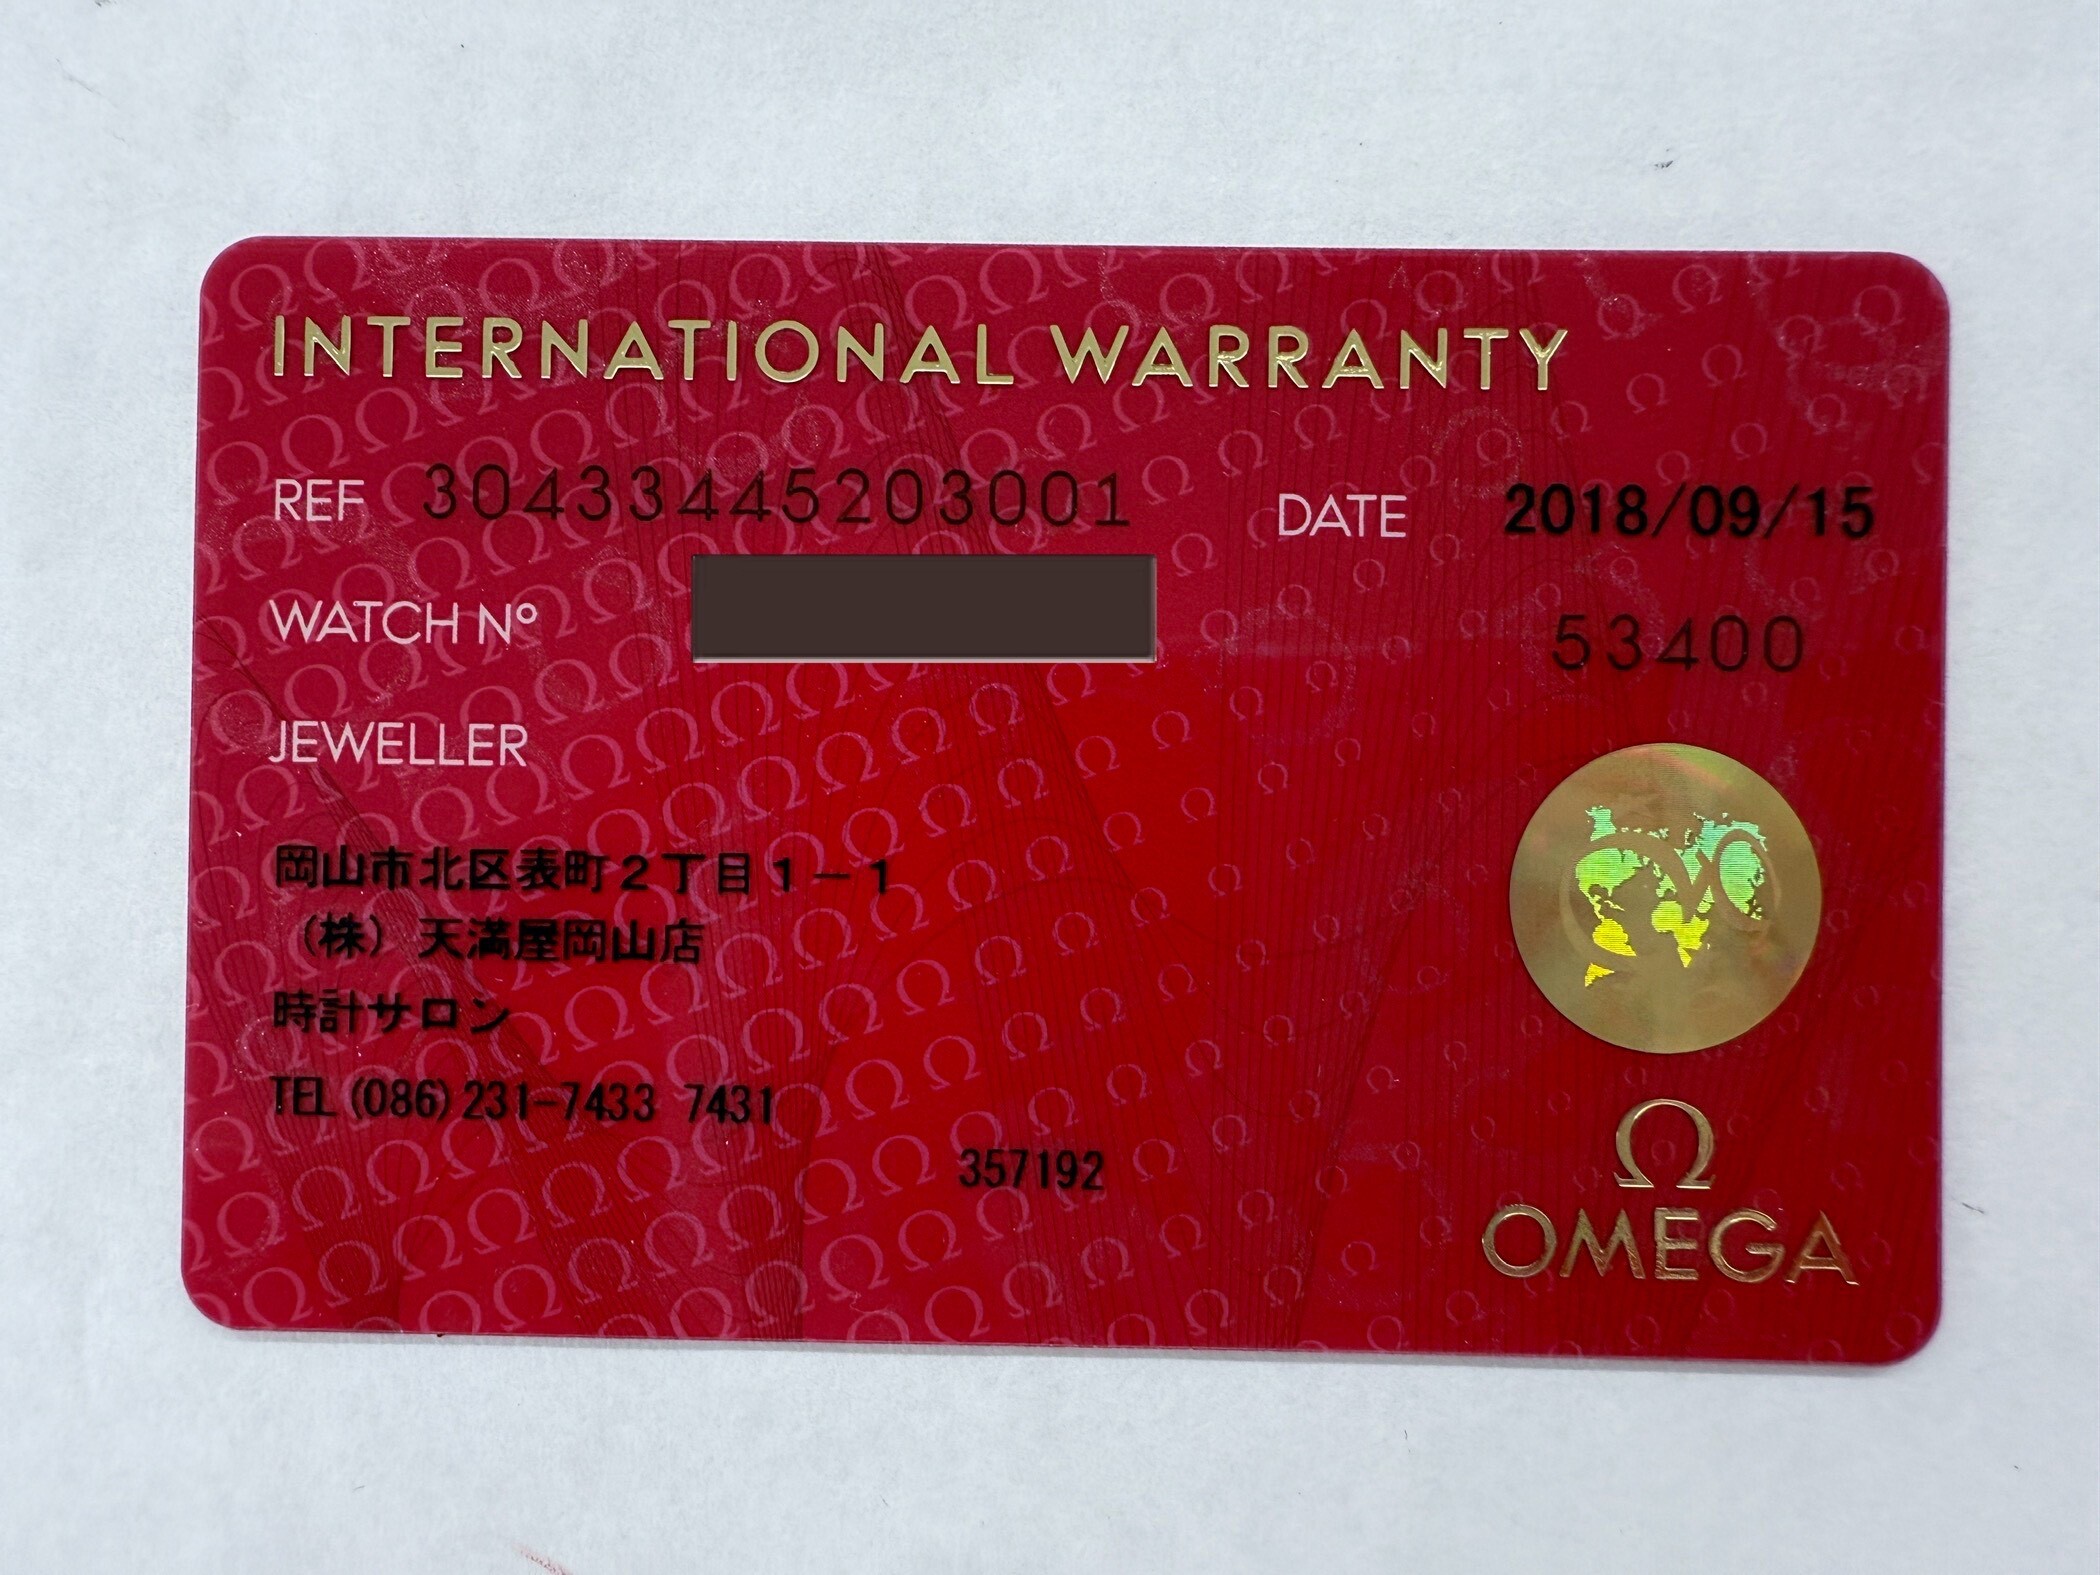 INTERNATIONAL WARRANTY
REF 30433445203001 DATE 2018/09/15
WATCH Nº 53400
JEWELLER
岡山市北区表町2丁目1-1
(株) 天満屋岡山店
時計サロン
TEL (086) 231-7433 7431
357192
Ω
OMEGA